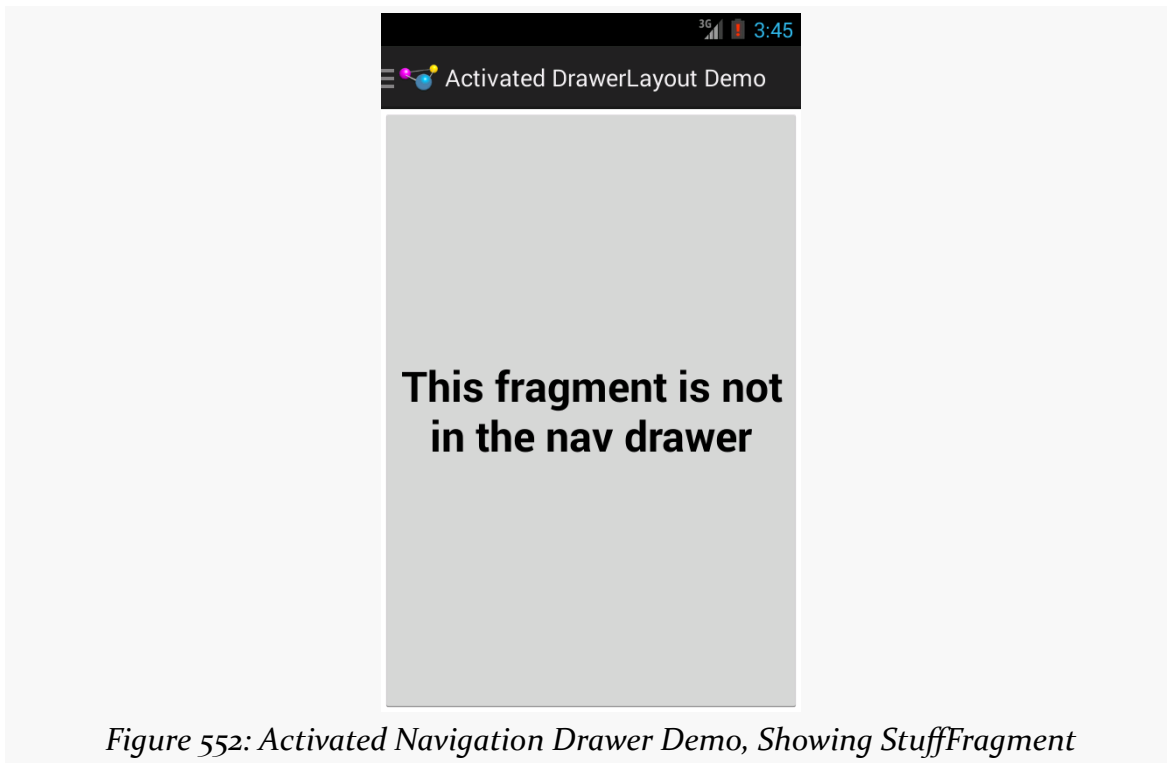 3G 3:45
Activated DrawerLayout Demo
This fragment is not
in the nav drawer
Figure 552: Activated Navigation Drawer Demo, Showing StuffFragment